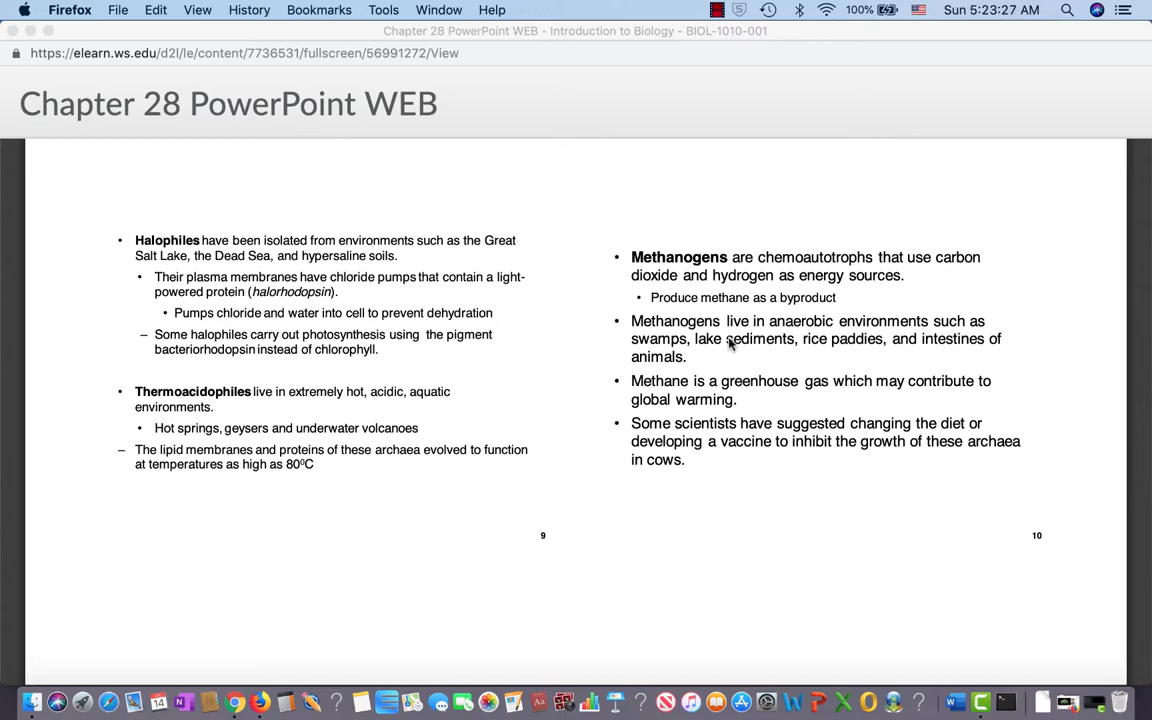 Firefox File Edit View History Bookmarks Tools Window Help 100% Sun 5:23:27 AM
Chapter 28 PowerPoint WEB - Introduction to Biology - BIOL-1010-001
https://elearn.ws.edu/d2l/le/content/7736531/fullscreen/56991272/View
Chapter 28 PowerPoint WEB
• Halophiles have been isolated from environments such as the Great
Salt Lake, the Dead Sea, and hypersaline soils.
• Their plasma membranes have chloride pumps that contain a light-
powered protein (halorhodopsin).
• Pumps chloride and water into cell to prevent dehydration
– Some halophiles carry out photosynthesis using the pigment
bacteriorhodopsin instead of chlorophyll.
• Thermoacidophiles live in extremely hot, acidic, aquatic
environments.
• Hot springs, geysers and underwater volcanoes
– The lipid membranes and proteins of these archaea evolved to function
at temperatures as high as 80⁰C
9
• Methanogens are chemoautotrophs that use carbon
dioxide and hydrogen as energy sources.
• Produce methane as a byproduct
• Methanogens live in anaerobic environments such as
swamps, lake sediments, rice paddies, and intestines of
animals.
• Methane is a greenhouse gas which may contribute to
global warming.
• Some scientists have suggested changing the diet or
developing a vaccine to inhibit the growth of these archaea
in cows.
10